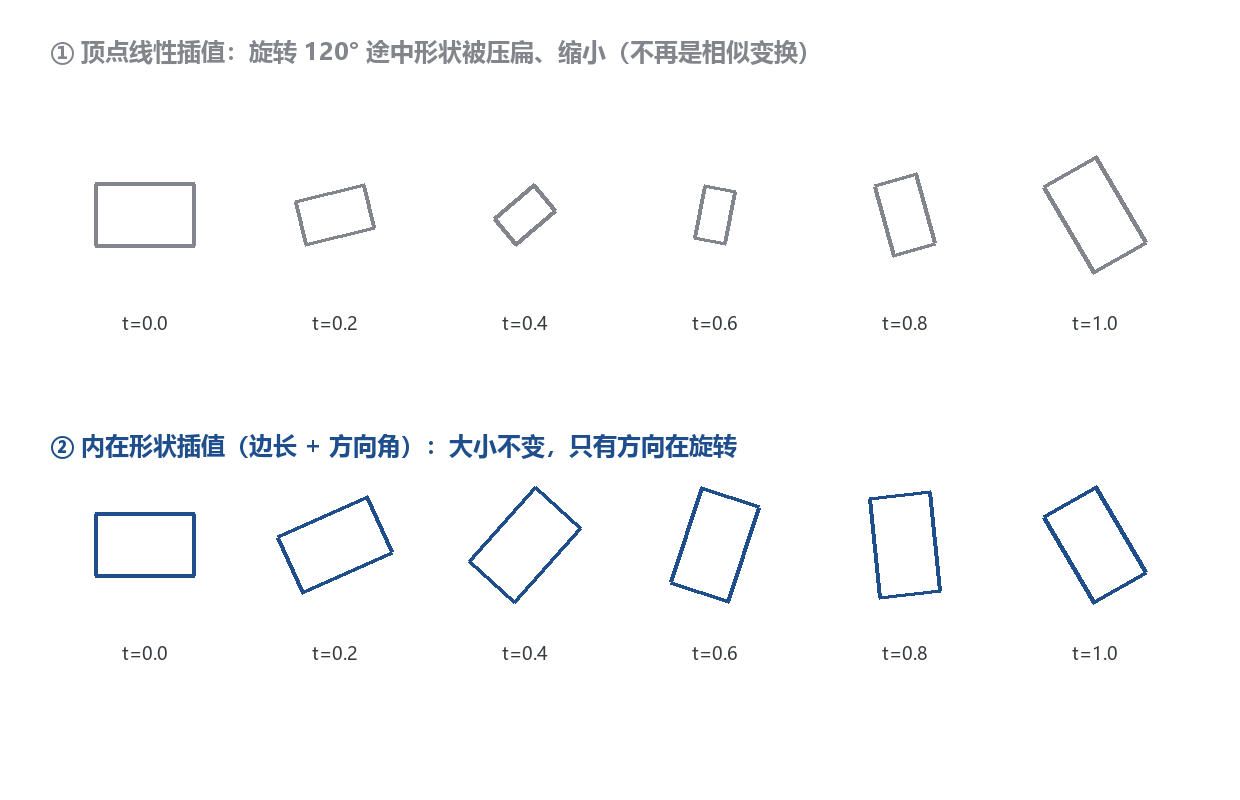 ① 顶点线性插值：旋转 120° 途中形状被压扁、缩小（不再是相似变换）
t=0.0 t=0.2 t=0.4 t=0.6 t=0.8 t=1.0
② 内在形状插值（边长 + 方向角）：大小不变，只有方向在旋转
t=0.0 t=0.2 t=0.4 t=0.6 t=0.8 t=1.0